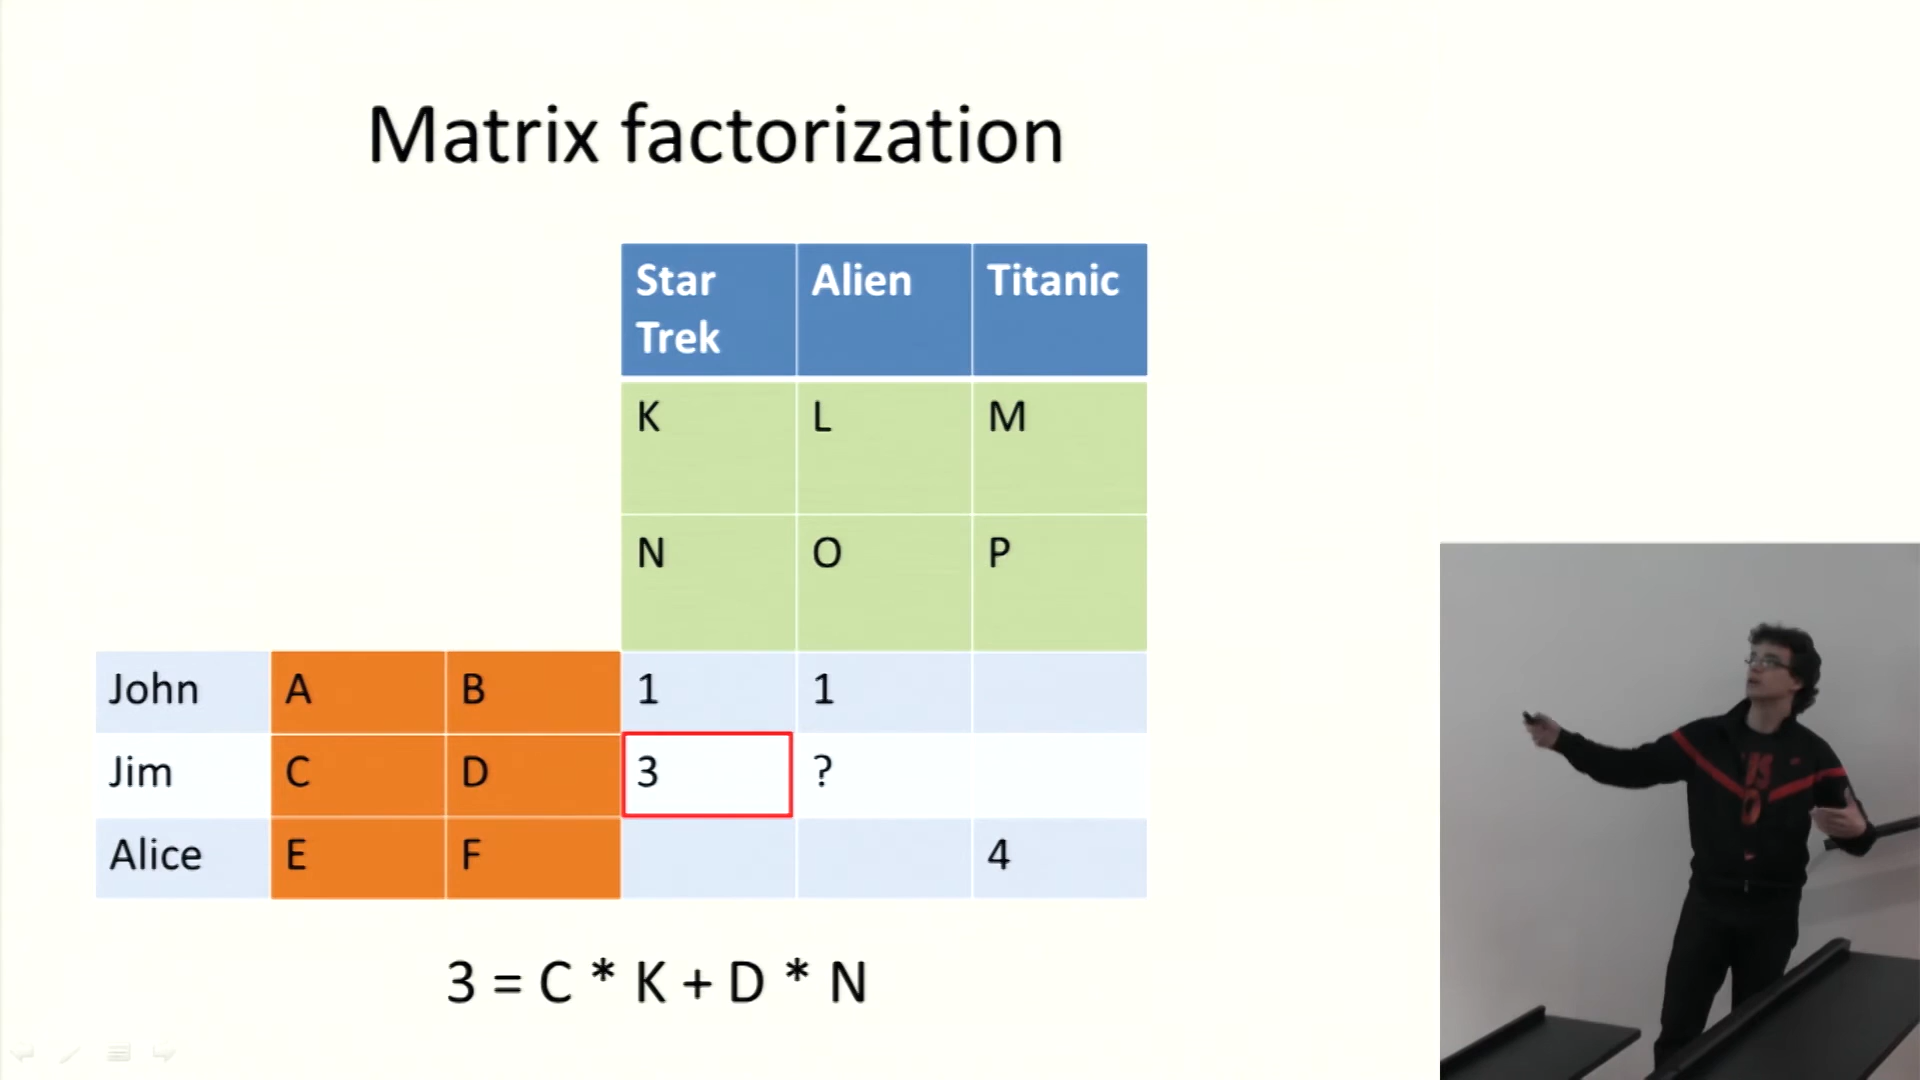 Matrix factorization
Star Trek Alien Titanic
K L M
N O P
John A B 1 1
Jim C D 3 ?
Alice E F 4
3 = C * K + D * N